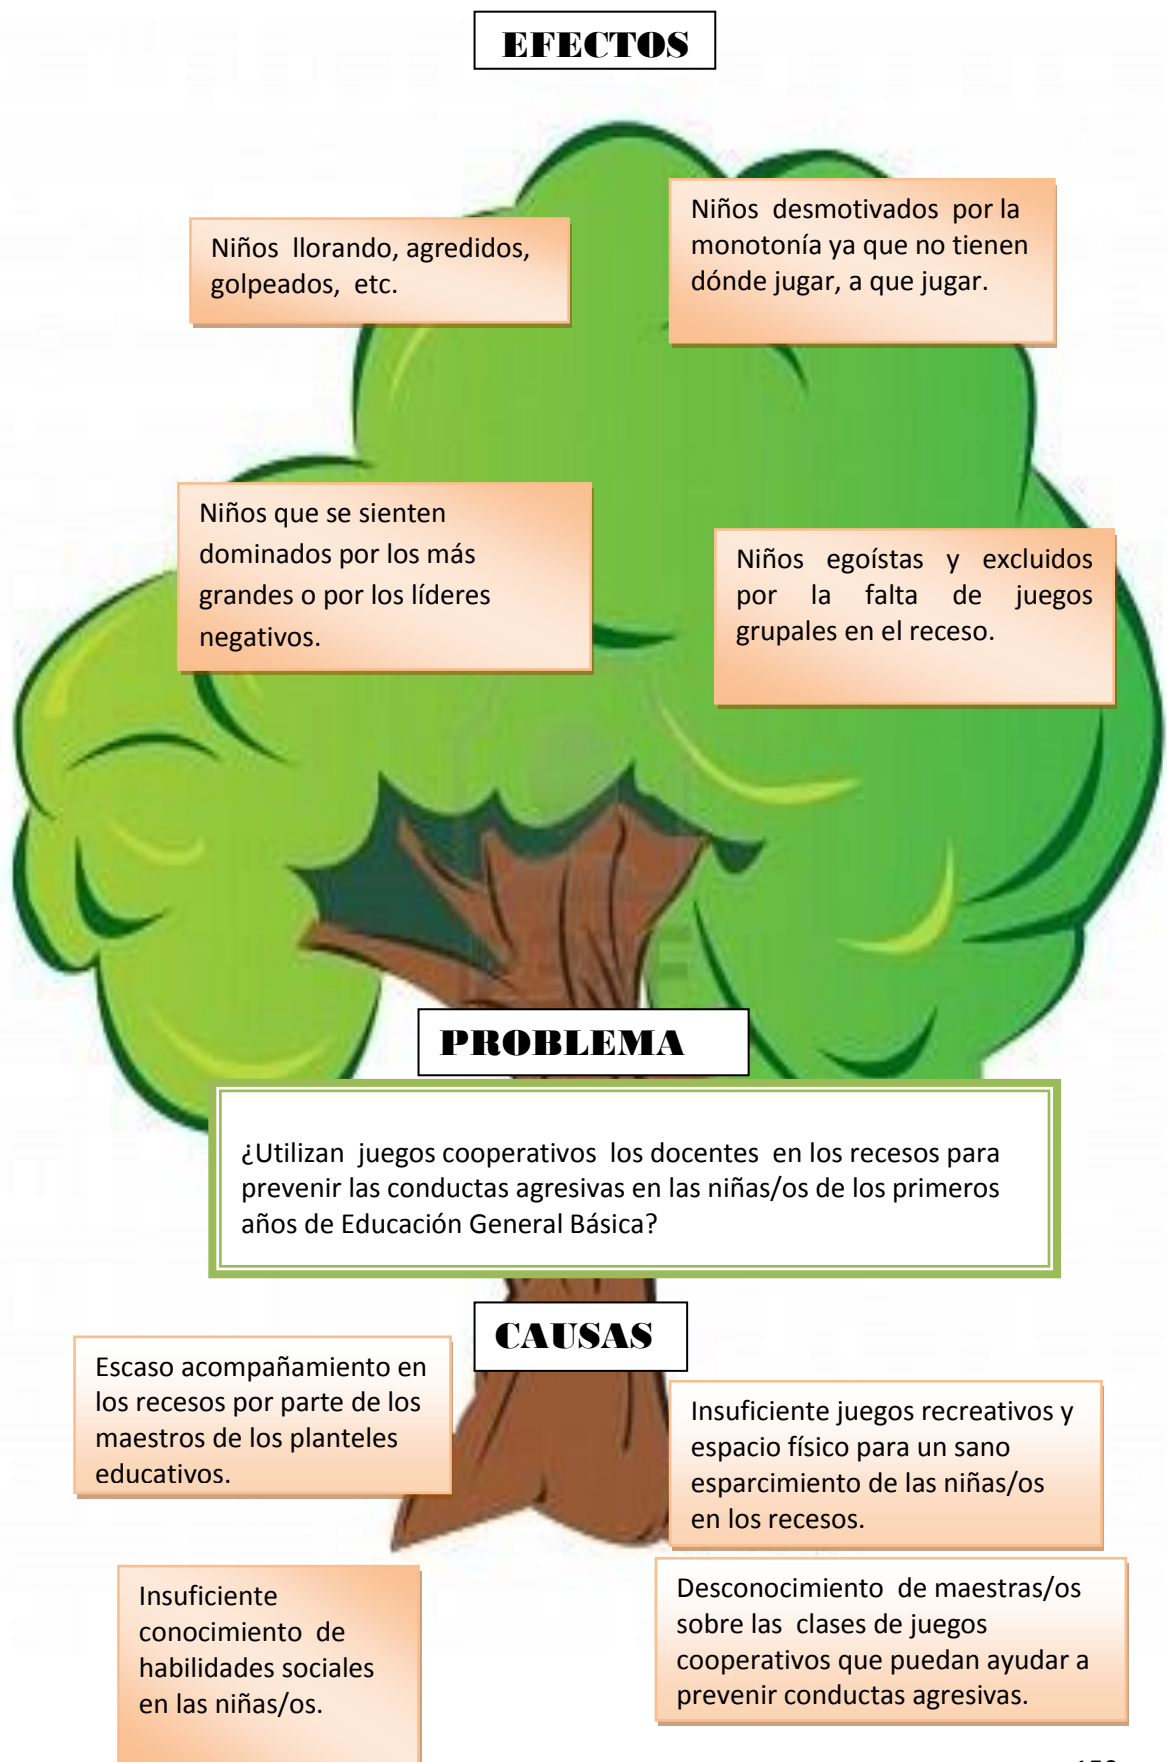 EFECTOS
Niños llorando, agredidos,
golpeados, etc.
Niños desmotivados por la
monotonía ya que no tienen
dónde jugar, a que jugar.
Niños que se sienten
dominados por los más
grandes o por los líderes
negativos.
Niños egoístas y excluidos
por la falta de juegos
grupales en el receso.
PROBLEMA
¿Utilizan juegos cooperativos los docentes en los recesos para
prevenir las conductas agresivas en las niñas/os de los primeros
años de Educación General Básica?
CAUSAS
Escaso acompañamiento en
los recesos por parte de los
maestros de los planteles
educativos.
Insuficiente juegos recreativos y
espacio físico para un sano
esparcimiento de las niñas/os
en los recesos.
Insuficiente
conocimiento de
habilidades sociales
en las niñas/os.
Desconocimiento de maestras/os
sobre las clases de juegos
cooperativos que puedan ayudar a
prevenir conductas agresivas.